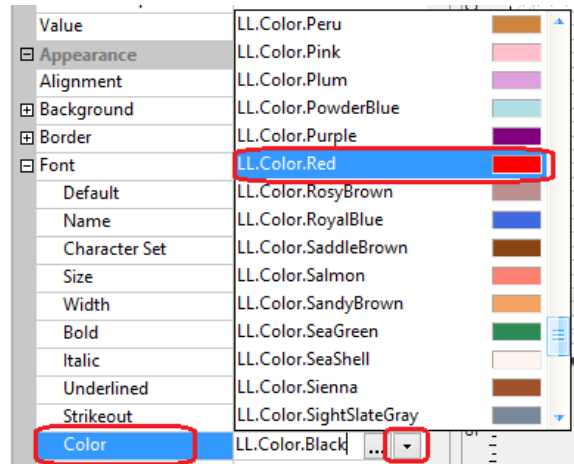 Value LL.Color.Peru
Appearance LL.Color.Pink
Alignment LL.Color.Plum
Background LL.Color.PowderBlue
Border LL.Color.Purple
Font LL.Color.Red
Default LL.Color.RosyBrown
Name LL.Color.RoyalBlue
Character Set LL.Color.SaddleBrown
Size LL.Color.Salmon
Width LL.Color.SandyBrown
Bold LL.Color.SeaGreen
Italic LL.Color.SeaShell
Underlined LL.Color.Sienna
Strikeout LL.Color.SightSlateGray
Color LL.Color.Black ...